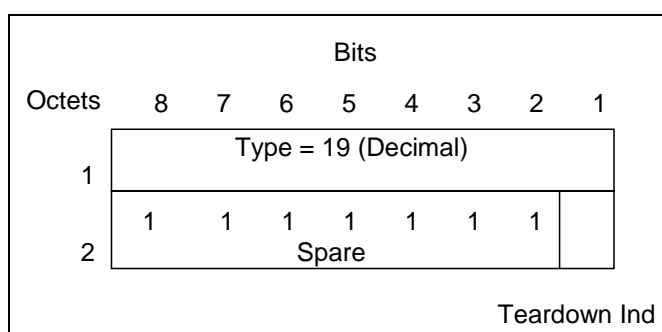 Bits
Octets 8 7 6 5 4 3 2 1
Type = 19 (Decimal)
1
1 1 1 1 1 1 1
2 Spare
Teardown Ind